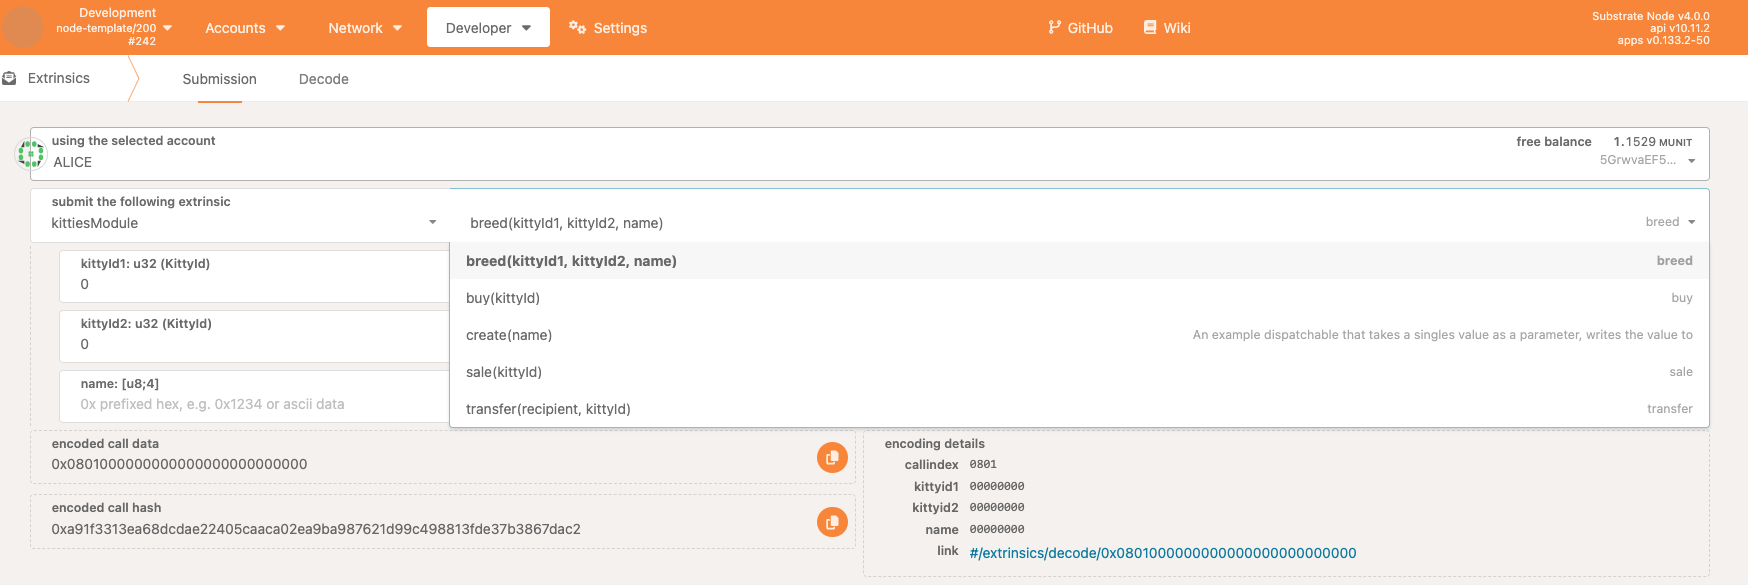 Development
node-template/200
#242
Accounts
Network
Developer
Settings
GitHub
Wiki
Substrate Node v4.0.0
api v10.11.2
apps v0.133.2-50
Extrinsics
Submission
Decode
using the selected account
ALICE
free balance 1.1529 MUNIT
5GrwvaEF5...
submit the following extrinsic
kittiesModule
breed(kittyId1, kittyId2, name)
breed
kittyId1: u32 (KittyId)
0
kittyId2: u32 (KittyId)
0
name: [u8;4]
0x prefixed hex, e.g. 0x1234 or ascii data
breed(kittyId1, kittyId2, name) breed
buy(kittyId) buy
create(name) An example dispatchable that takes a singles value as a parameter, writes the value to
sale(kittyId) sale
transfer(recipient, kittyId) transfer
encoded call data
0x0801000000000000000000000000
encoded call hash
0xa91f3313ea68dcdae22405caaca02ea9ba987621d99c498813fde37b3867dac2
encoding details
callindex 0801
kittyid1 00000000
kittyid2 00000000
name 00000000
link #/extrinsics/decode/0x0801000000000000000000000000